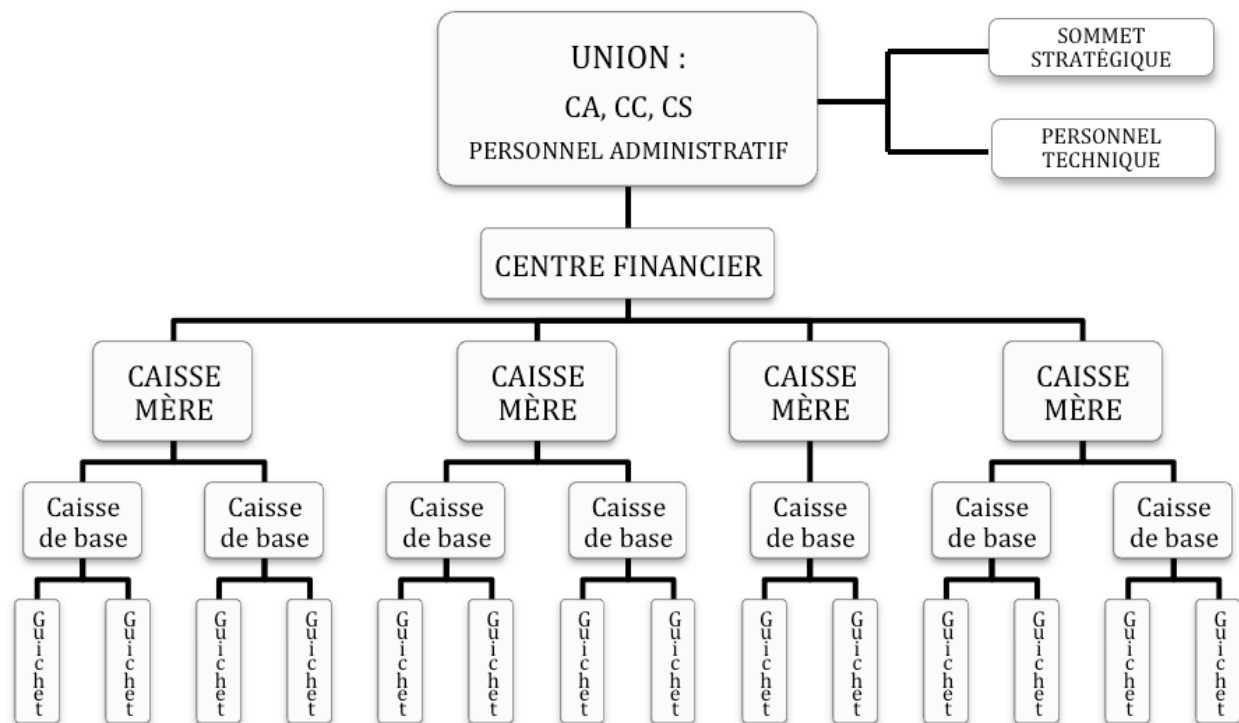 UNION :
CA, CC, CS
PERSONNEL ADMINISTRATIF
SOMMET
STRATÉGIQUE
PERSONNEL
TECHNIQUE
CENTRE FINANCIER
CAISSE
MÈRE
CAISSE
MÈRE
CAISSE
MÈRE
CAISSE
MÈRE
Caisse
de base
Caisse
de base
Caisse
de base
Caisse
de base
Caisse
de base
Caisse
de base
Caisse
de base
Guichet
Guichet
Guichet
Guichet
Guichet
Guichet
Guichet
Guichet
Guichet
Guichet
Guichet
Guichet
Guichet
Guichet